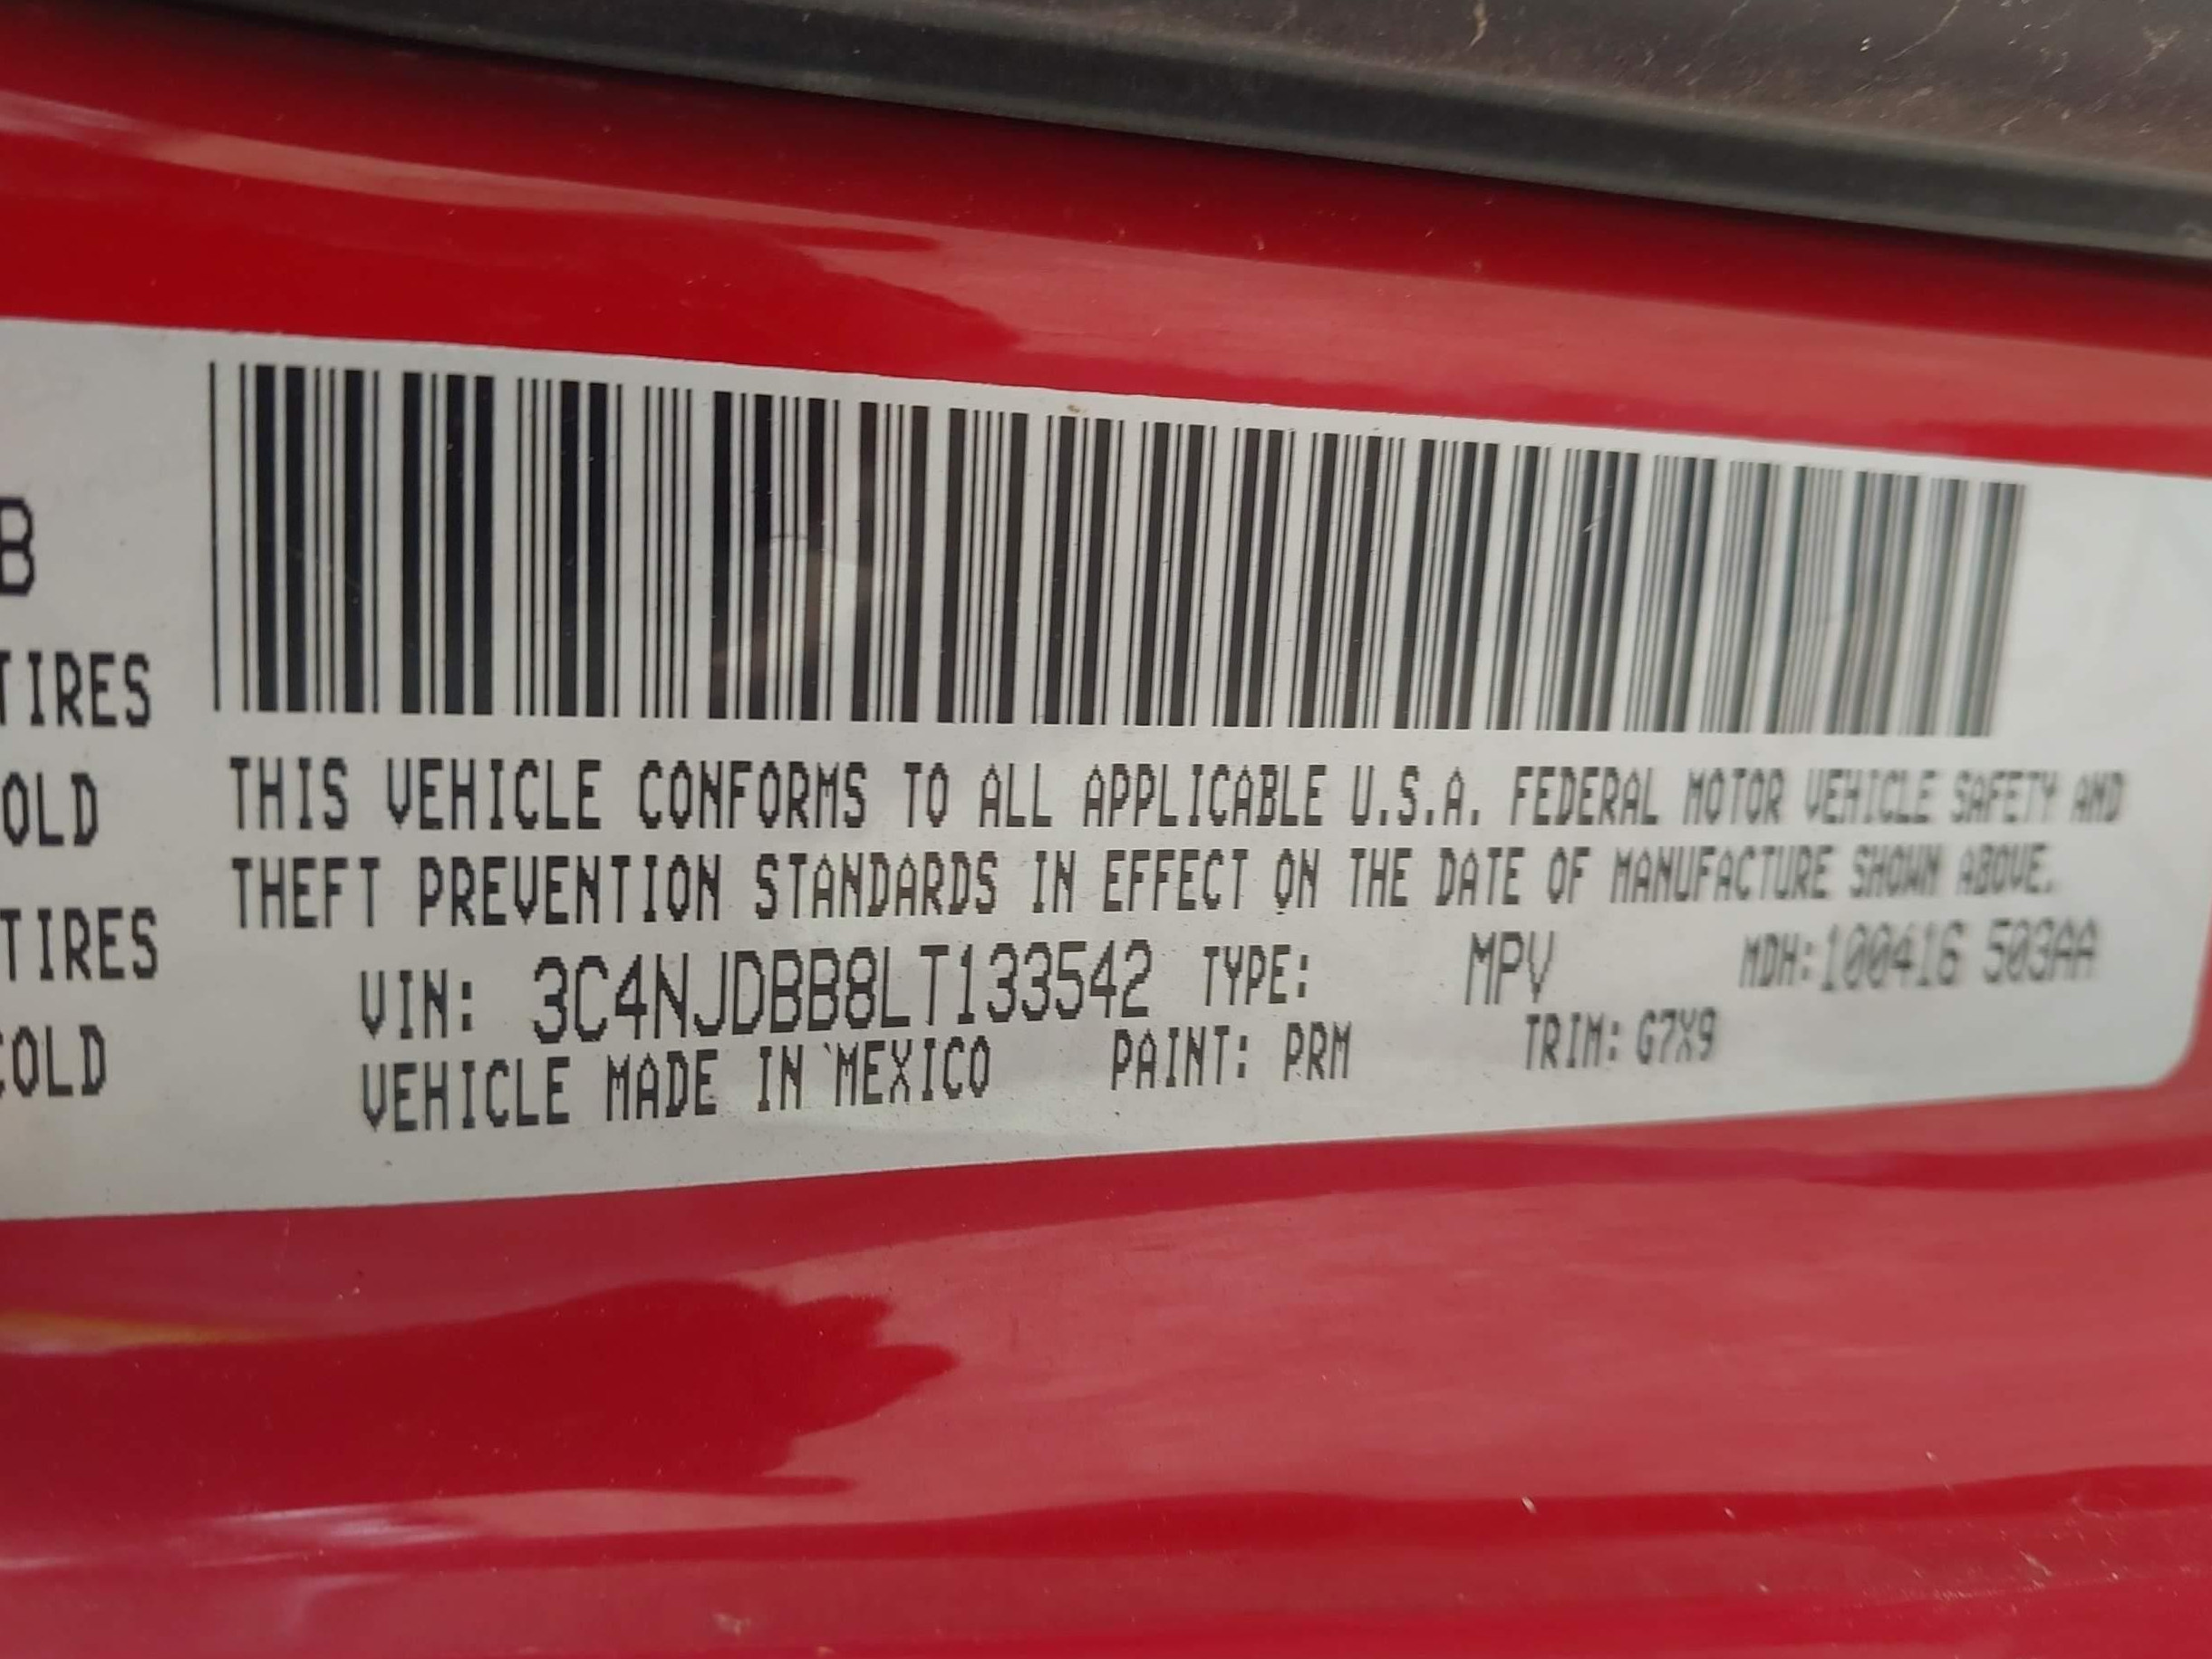 B
TIRES
OLD
TIRES
COLD
THIS VEHICLE CONFORMS TO ALL APPLICABLE U.S.A. FEDERAL MOTOR VEHICLE SAFETY AND
THEFT PREVENTION STANDARDS IN EFFECT ON THE DATE OF MANUFACTURE SHOWN ABOVE.
VIN: 3C4NJDBB8LT133542 TYPE: MPV MDH:100416 503AA
VEHICLE MADE IN MEXICO PAINT: PRM TRIM: G7X9